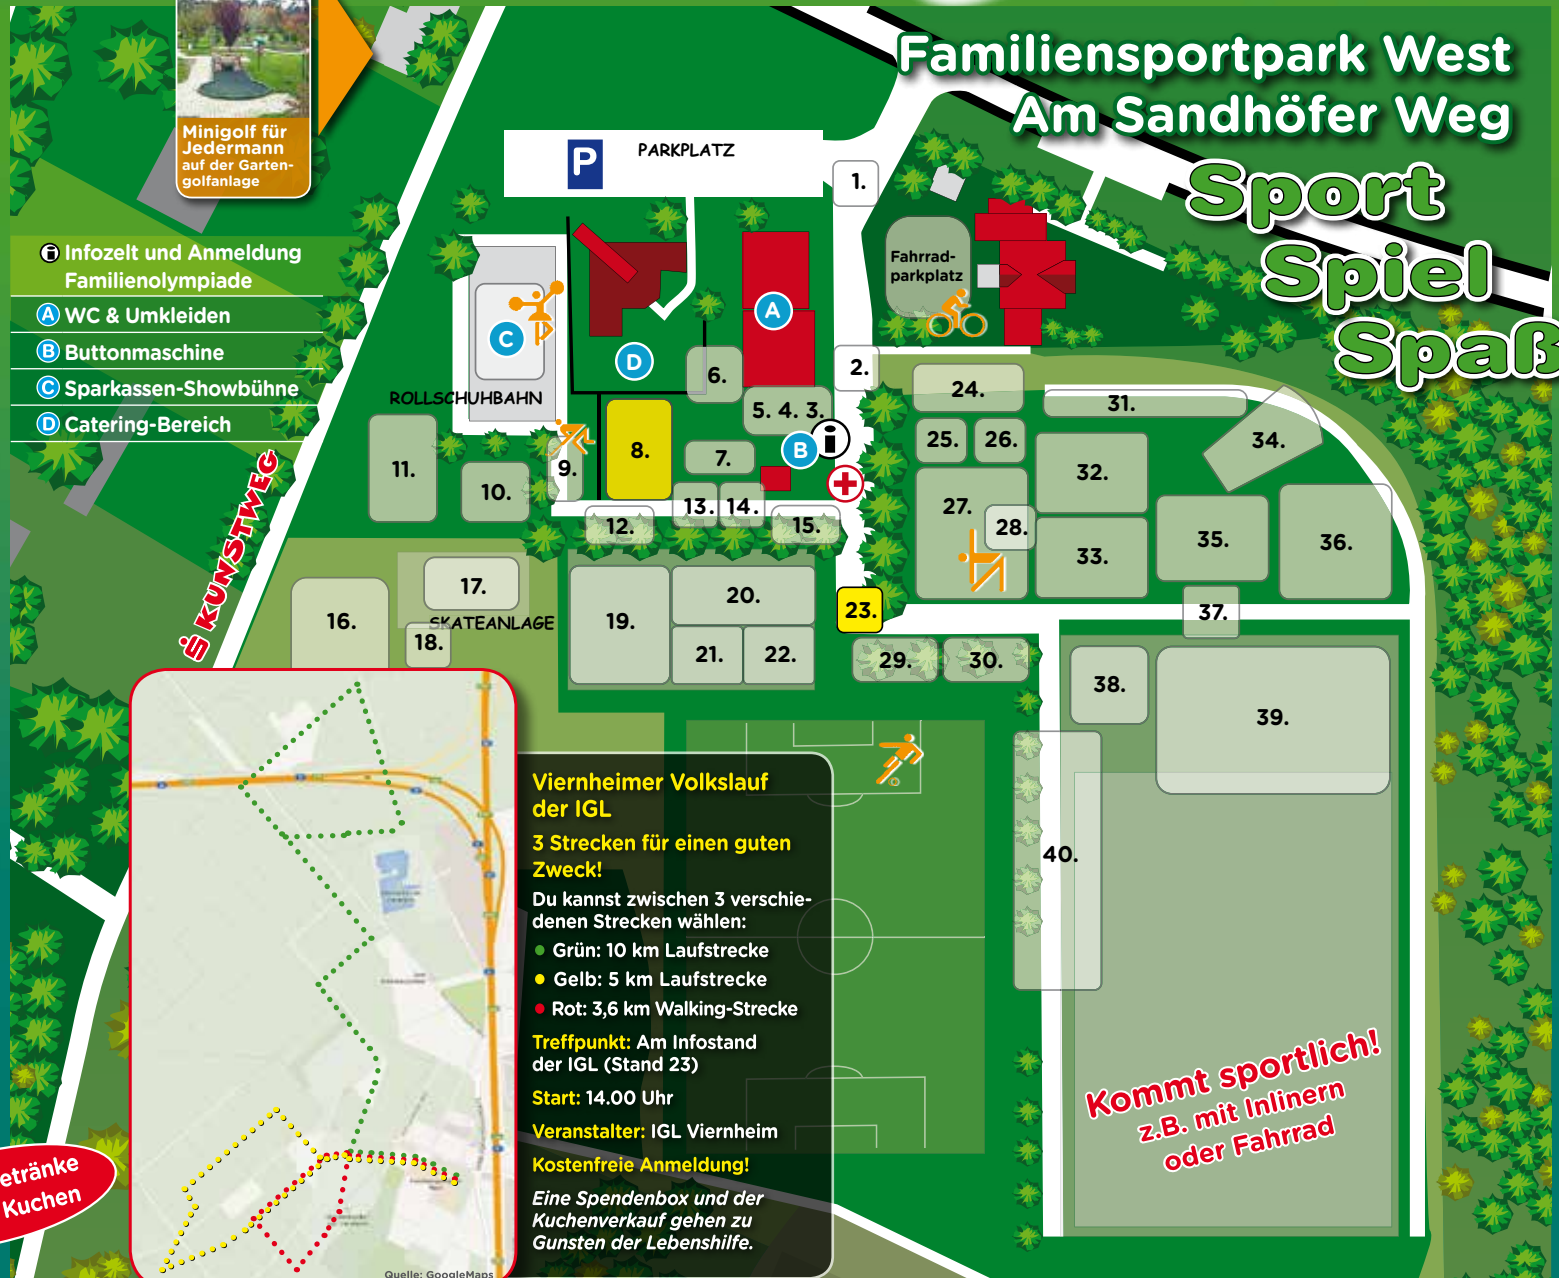 Familiensportpark West
Am Sandhöfer Weg
Sport
Spiel
Spaß
Minigolf für
Jedermann
auf der Garten-
golfanlage
P
PARKPLATZ
1.
Fahrrad-
parkplatz
i Infozelt und Anmeldung
Familienolympiade
A WC & Umkleiden
B Buttonmaschine
C Sparkassen-Showbühne
D Catering-Bereich
A
C
D
2.
6.
24.
ROLLSCHUHBAHN
5. 4. 3.
31.
11.
10.
9.
8.
7.
B
i
25.
26.
34.
32.
13.
14.
12.
15.
27.
28.
35.
36.
33.
KUNSTWEG
17.
16.
SKATEANLAGE
18.
19.
20.
21.
22.
23.
37.
29.
30.
38.
39.
40.
Viernheimer Volkslauf
der IGL
3 Strecken für einen guten
Zweck!
Du kannst zwischen 3 verschie-
denen Strecken wählen:
• Grün: 10 km Laufstrecke
• Gelb: 5 km Laufstrecke
• Rot: 3,6 km Walking-Strecke
Treffpunkt: Am Infostand
der IGL (Stand 23)
Start: 14.00 Uhr
Veranstalter: IGL Viernheim
Kostenfreie Anmeldung!
Eine Spendenbox und der
Kuchenverkauf gehen zu
Gunsten der Lebenshilfe.
Kommt sportlich!
z.B. mit Inlinern
oder Fahrrad
etränke
Kuchen
Quelle: GoogleMaps